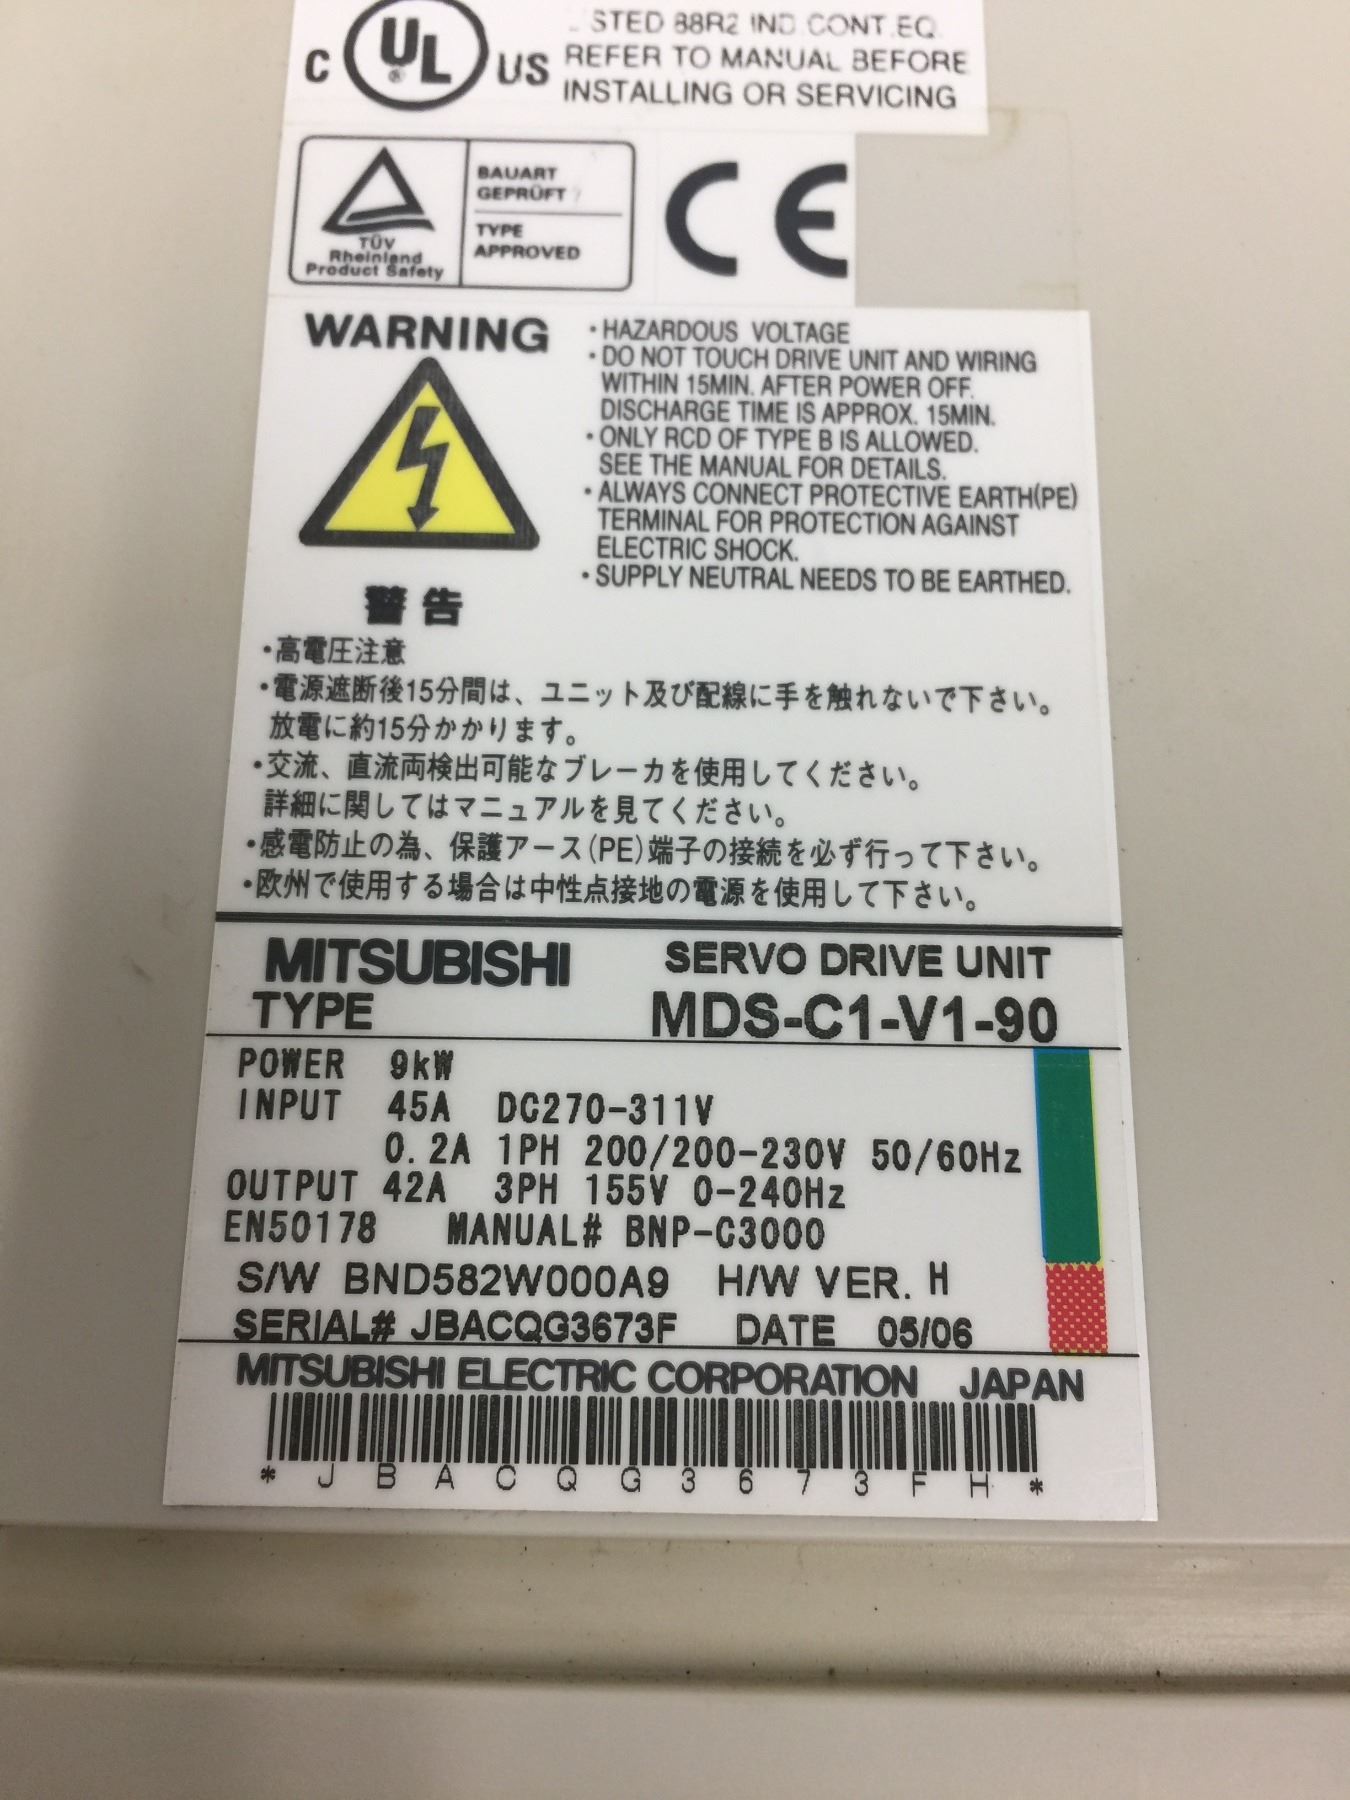 STED 88R2 IND.CONT.EQ.
C UL ® US
REFER TO MANUAL BEFORE
INSTALLING OR SERVICING
TÜV
Rheinland
Product Safety
BAUART
GEPRÜFT
TYPE
APPROVED
CE
WARNING
・HAZARDOUS VOLTAGE
・DO NOT TOUCH DRIVE UNIT AND WIRING
WITHIN 15MIN. AFTER POWER OFF.
DISCHARGE TIME IS APPROX. 15MIN.
・ONLY RCD OF TYPE B IS ALLOWED.
SEE THE MANUAL FOR DETAILS.
・ALWAYS CONNECT PROTECTIVE EARTH(PE)
TERMINAL FOR PROTECTION AGAINST
ELECTRIC SHOCK.
・SUPPLY NEUTRAL NEEDS TO BE EARTHED.
警告
・高電圧注意
・電源遮断後15分間は、ユニット及び配線に手を触れないで下さい。
放電に約15分かかります。
・交流、直流両検出可能なブレーカを使用してください。
詳細に関してはマニュアルを見てください。
・感電防止の為、保護アース(PE)端子の接続を必ず行って下さい。
・欧州で使用する場合は中性点接地の電源を使用して下さい。
MITSUBISHI SERVO DRIVE UNIT
TYPE MDS-C1-V1-90
POWER 9kW
INPUT 45A DC270-311V
0.2A 1PH 200/200-230V 50/60Hz
OUTPUT 42A 3PH 155V 0-240Hz
EN50178 MANUAL# BNP-C3000
S/W BND582W000A9 H/W VER. H
SERIAL# JBACQG3673F DATE 05/06
MITSUBISHI ELECTRIC CORPORATION JAPAN
* J B A C Q G 3 6 7 3 F H *